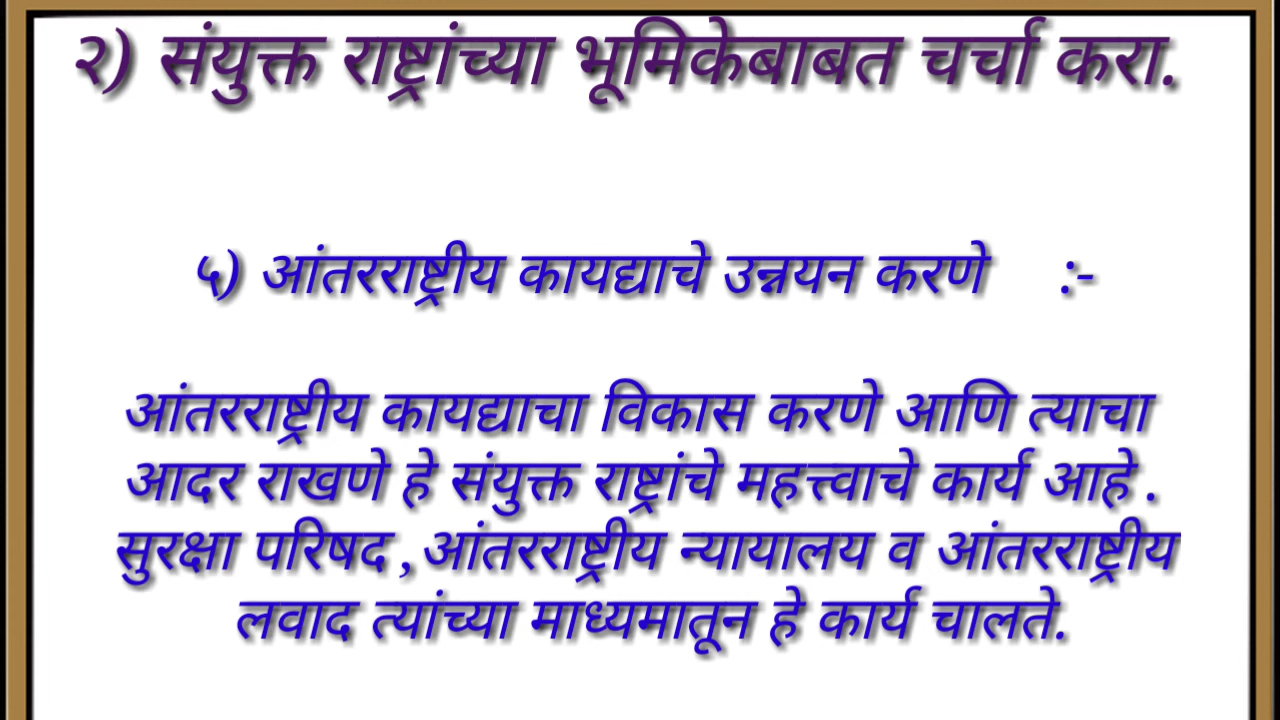 २) संयुक्त राष्ट्रांच्या भूमिकेबाबत चर्चा करा.
५) आंतरराष्ट्रीय कायद्याचे उन्नयन करणे :-
आंतरराष्ट्रीय कायद्याचा विकास करणे आणि त्याचा
आदर राखणे हे संयुक्त राष्ट्रांचे महत्त्वाचे कार्य आहे .
सुरक्षा परिषद , आंतरराष्ट्रीय न्यायालय व आंतरराष्ट्रीय
लवाद त्यांच्या माध्यमातून हे कार्य चालते.